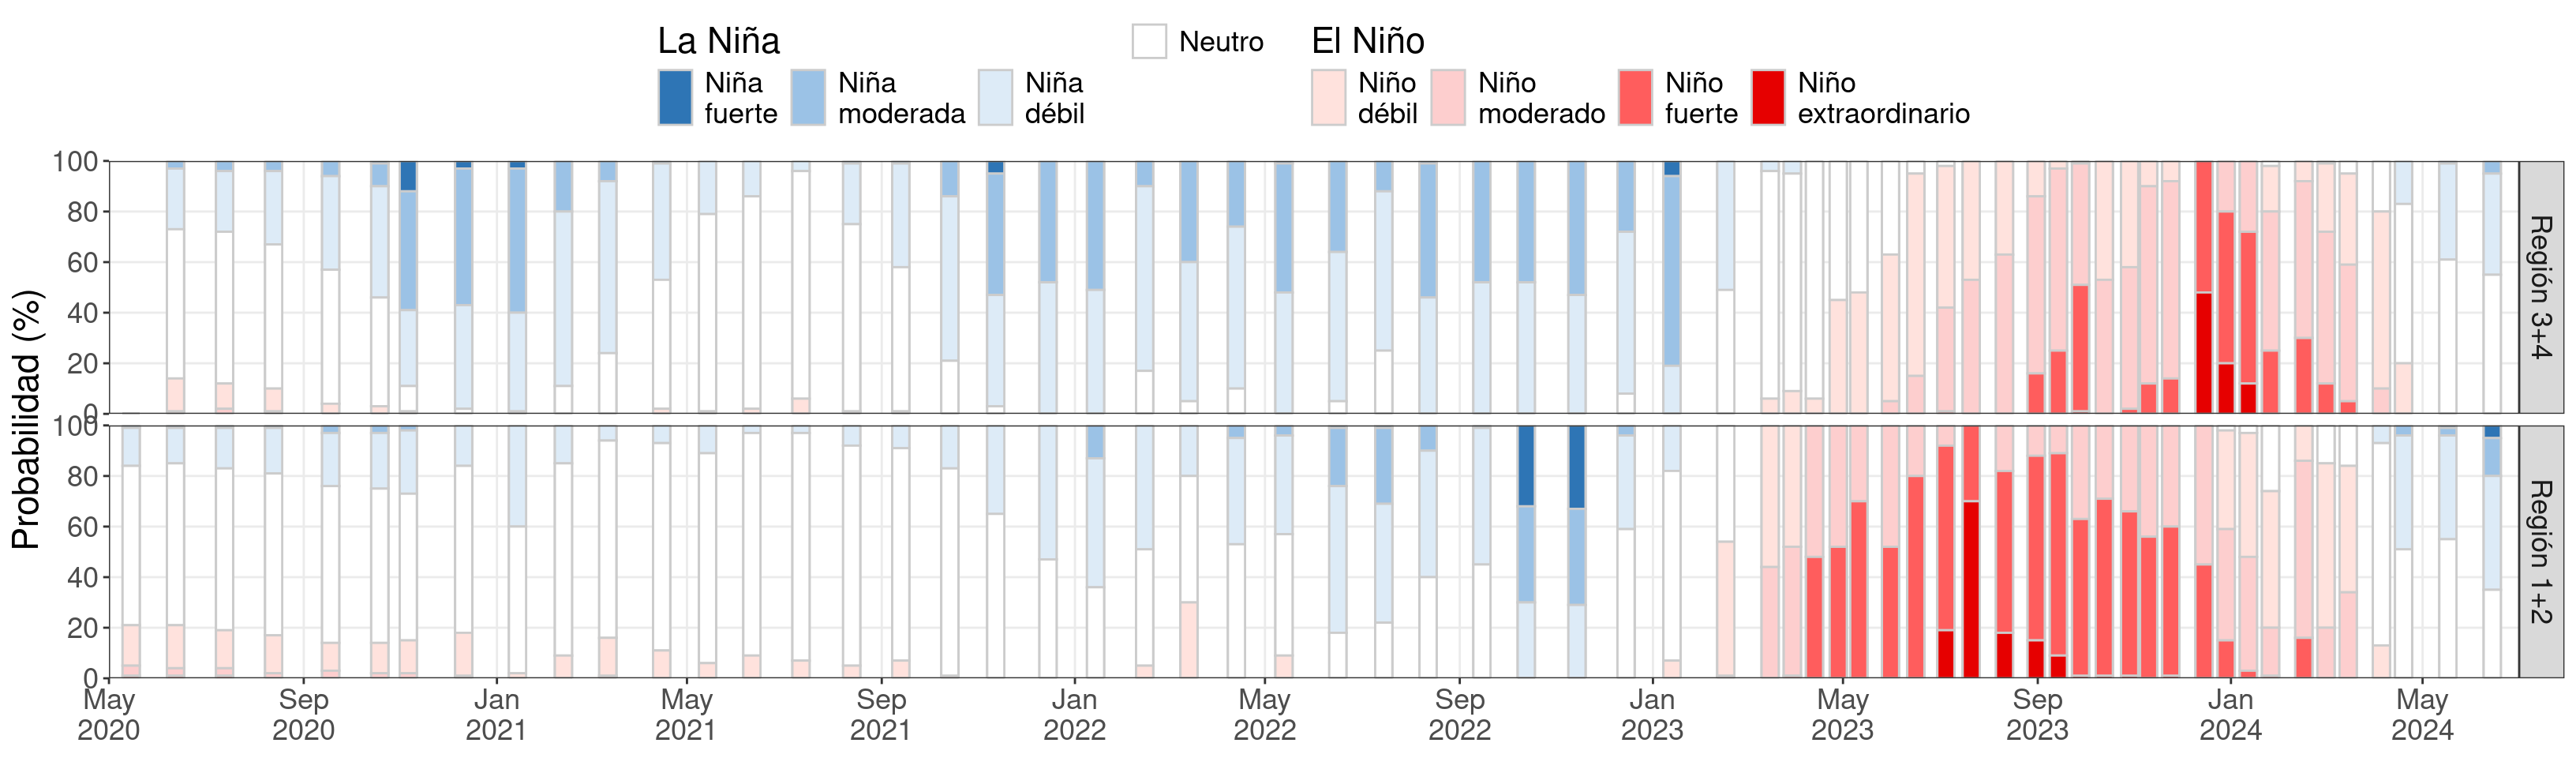 La Niña
Neutro
El Niño
Niña fuerte
Niña moderada
Niña débil
Niño débil
Niño moderado
Niño fuerte
Niño extraordinario
Probabilidad (%)
100
80
60
40
20
0
Región 3+4
100
80
60
40
20
0
Región 1+2
May 2020
Sep 2020
Jan 2021
May 2021
Sep 2021
Jan 2022
May 2022
Sep 2022
Jan 2023
May 2023
Sep 2023
Jan 2024
May 2024